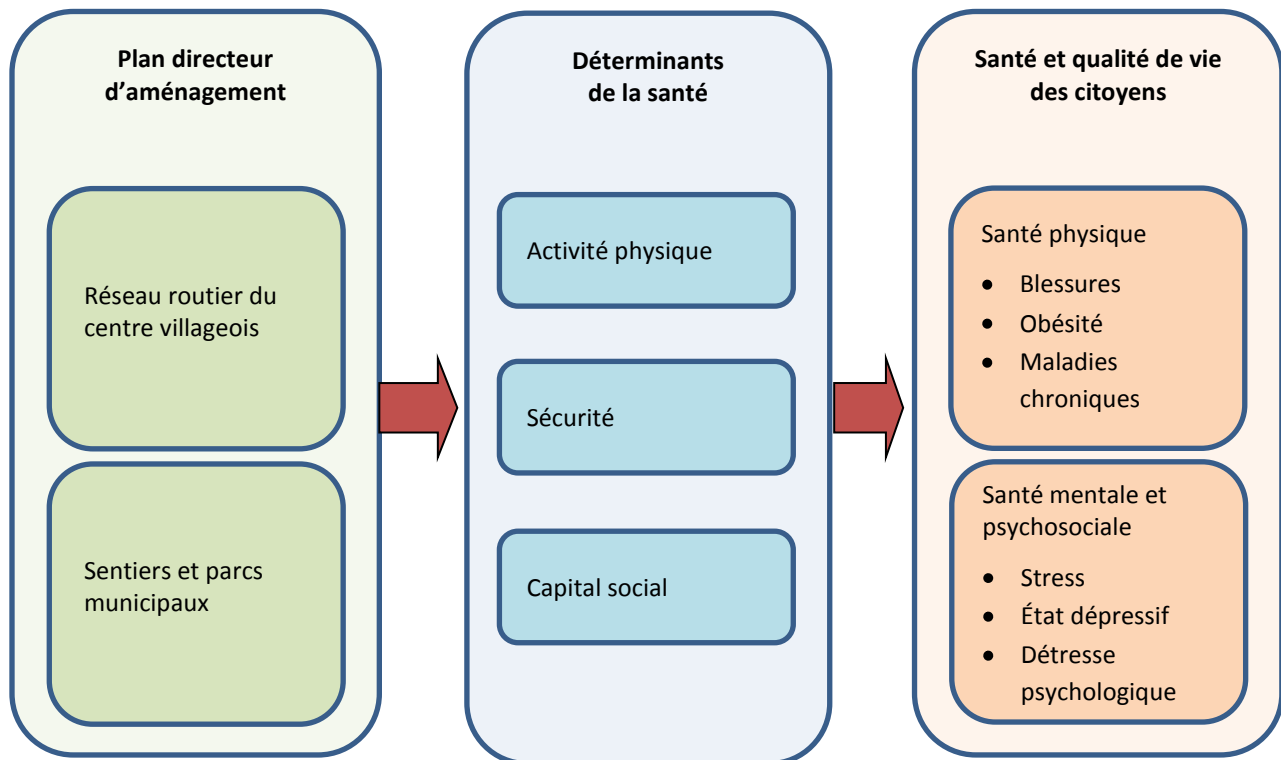 Plan directeur
d’aménagement
Réseau routier du
centre villageois
Sentiers et parcs
municipaux
Déterminants
de la santé
Activité physique
Sécurité
Capital social
Santé et qualité de vie
des citoyens
Santé physique
• Blessures
• Obésité
• Maladies
chroniques
Santé mentale et
psychosociale
• Stress
• État dépressif
• Détresse
psychologique